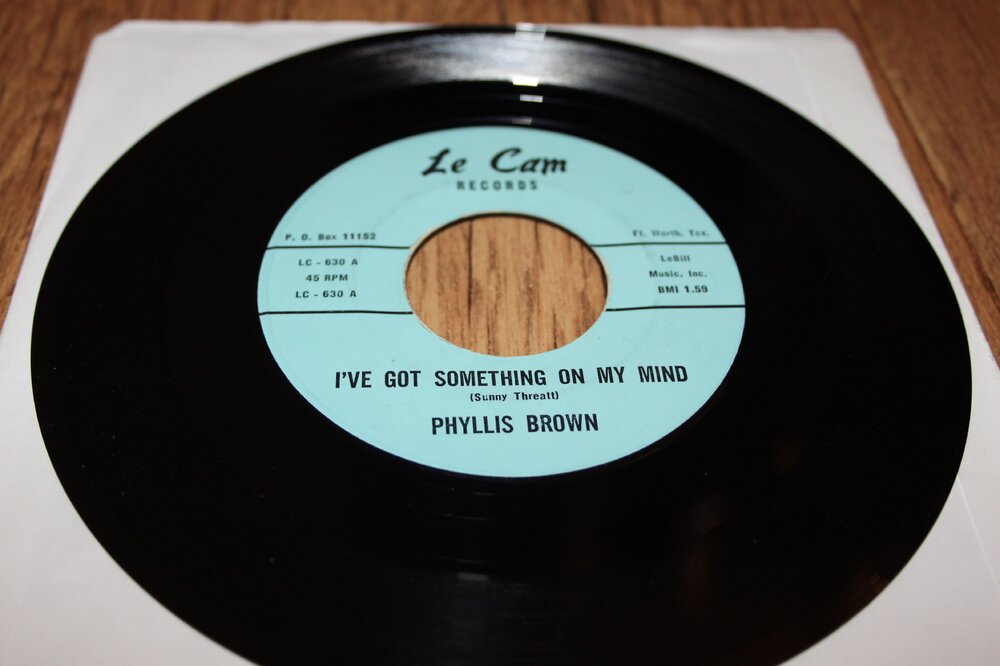 Le Cam
RECORDS
P. O. Box 11152
Ft. Worth, Tex.
LC - 630 A
45 RPM
LC - 630 A
LeBill
Music, Inc.
BMI 1.59
I'VE GOT SOMETHING ON MY MIND
(Sunny Threatt)
PHYLLIS BROWN